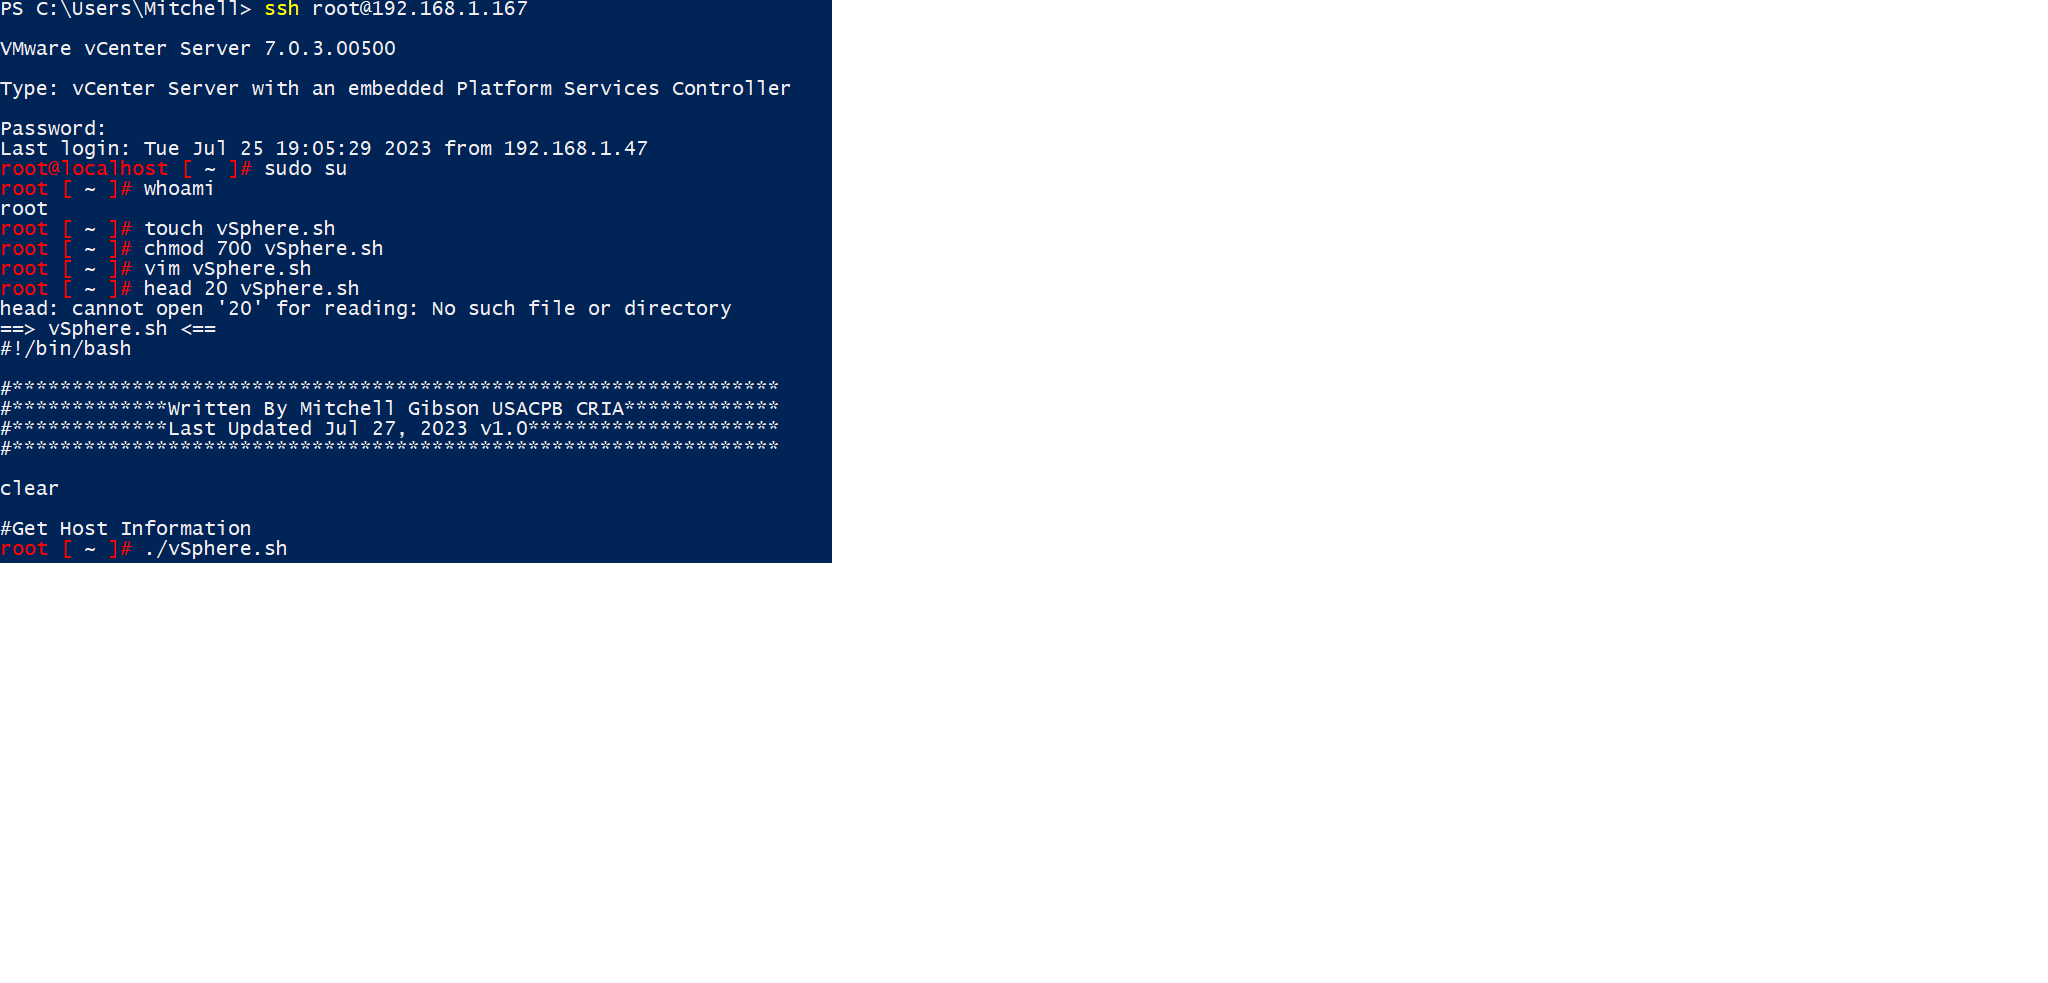 PS C:\Users\Mitchell> ssh root@192.168.1.167
VMware vCenter Server 7.0.3.00500
Type: vCenter Server with an embedded Platform Services Controller
Password:
Last login: Tue Jul 25 19:05:29 2023 from 192.168.1.47
root@localhost [ ~ ]# sudo su
root [ ~ ]# whoami
root
root [ ~ ]# touch vSphere.sh
root [ ~ ]# chmod 700 vSphere.sh
root [ ~ ]# vim vSphere.sh
root [ ~ ]# head 20 vSphere.sh
head: cannot open '20' for reading: No such file or directory
==> vSphere.sh <==
#!/bin/bash
#****************************************************************
#*************Written By Mitchell Gibson USACPB CRIA*************
#*************Last Updated Jul 27, 2023 v1.0*********************
#****************************************************************
clear
#Get Host Information
root [ ~ ]# ./vSphere.sh